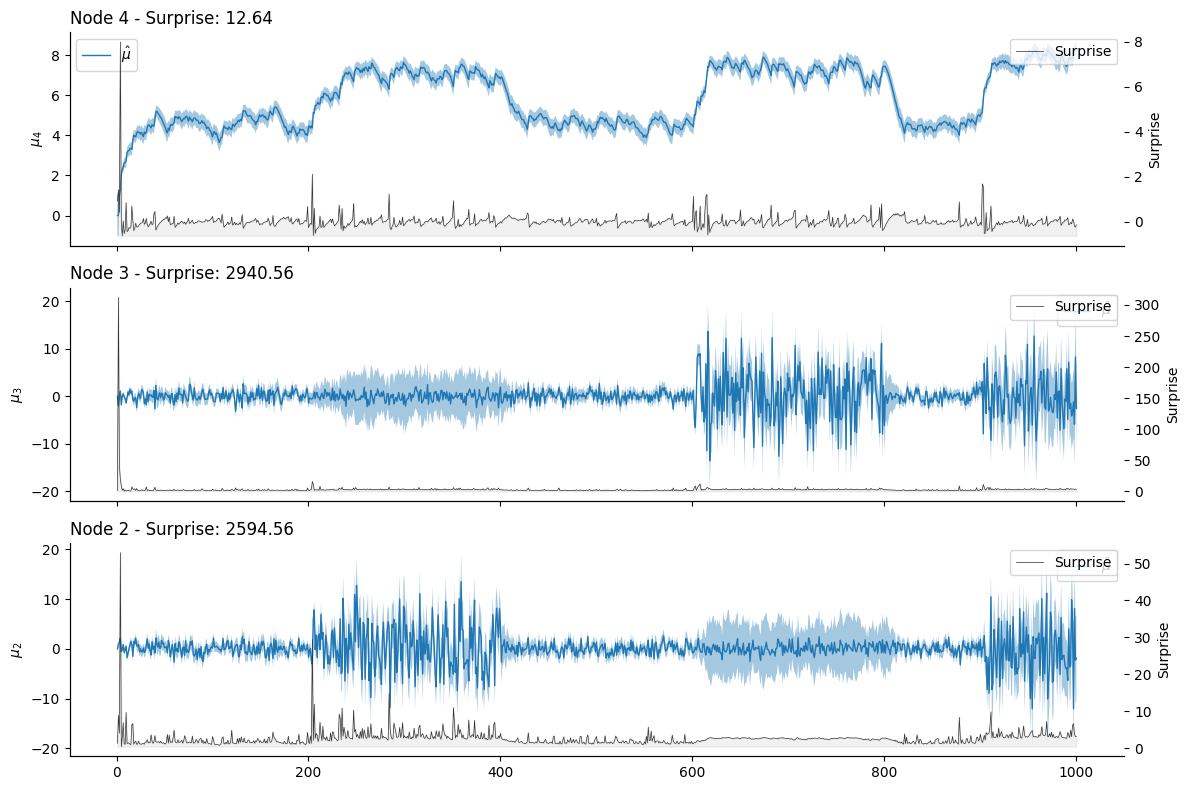 Node 4 - Surprise: 12.64
μ̂
Surprise
8
6
4
2
0
μ4
8
6
4
2
0
Surprise
Node 3 - Surprise: 2940.56
Surprise
μ̂
20
10
0
−10
−20
μ3
300
250
200
150
100
50
0
Surprise
Node 2 - Surprise: 2594.56
Surprise
μ̂
20
10
0
−10
−20
μ2
50
40
30
20
10
0
Surprise
0
200
400
600
800
1000